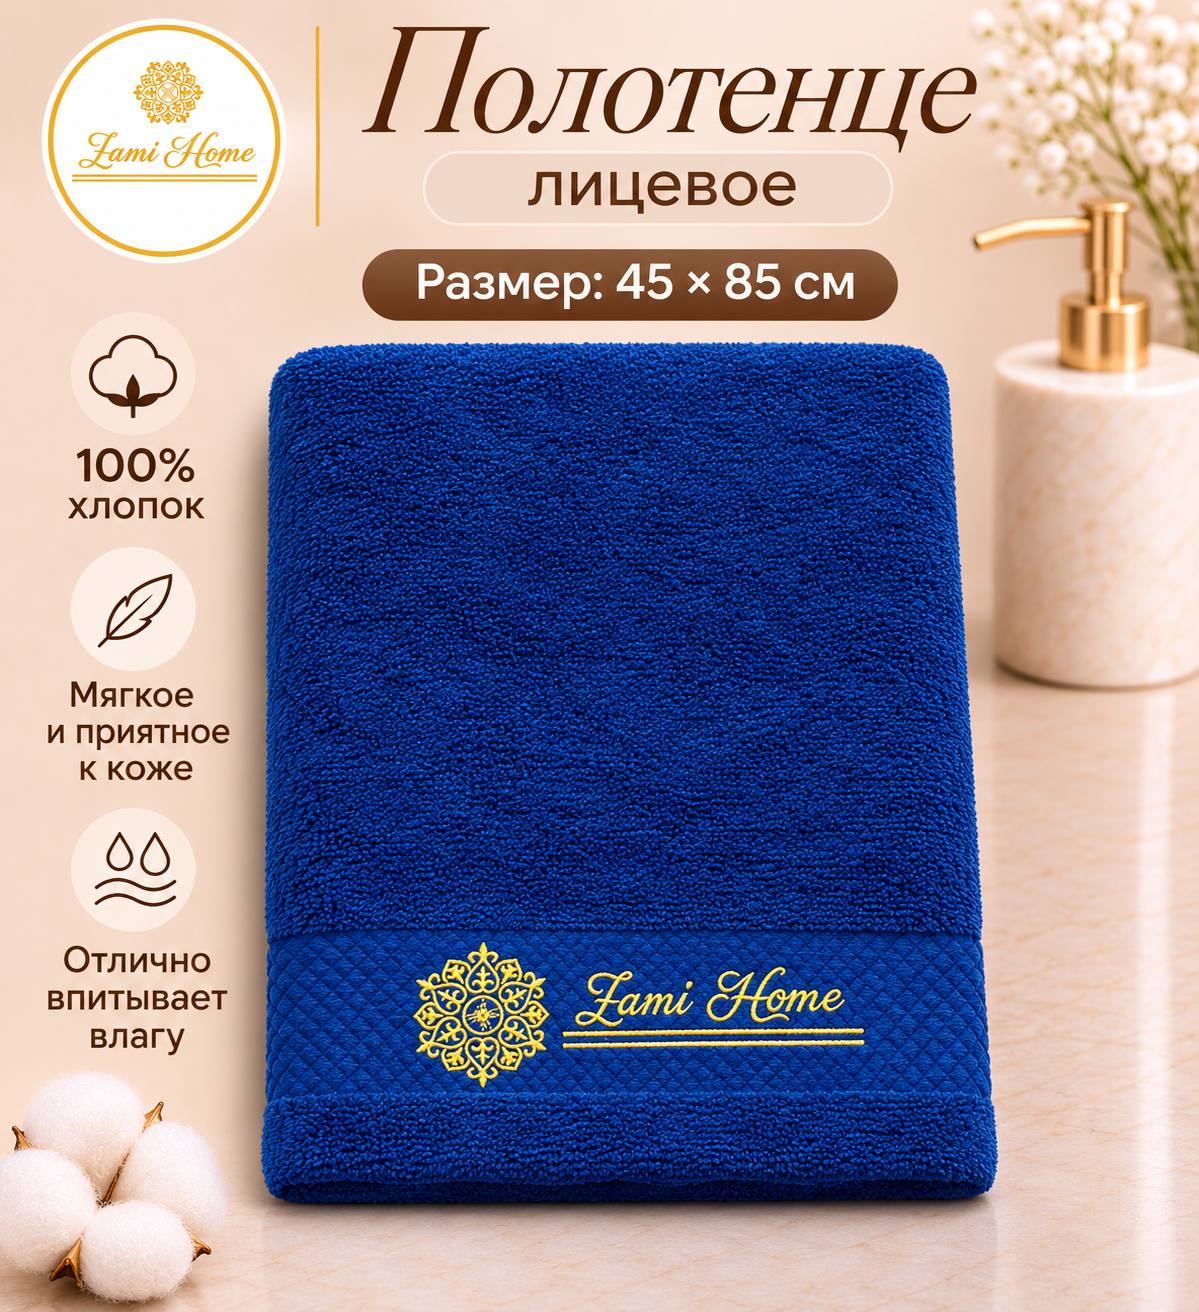 Zami Home
Полотенце
лицевое
Размер: 45 × 85 см
100%
хлопок
Мягкое
и приятное
к коже
Отлично
впитывает
влагу
Zami Home